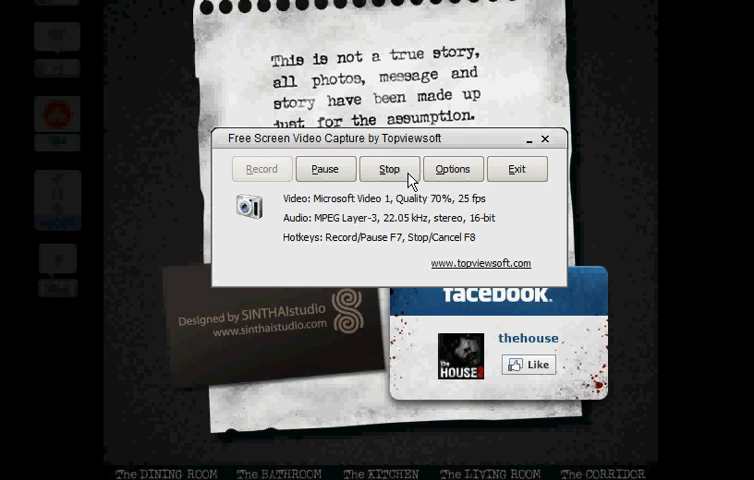 This is not a true story,
all photos, message and
story have been made up
just for the assumption.
Free Screen Video Capture by Topviewsoft
Record Pause Stop Options Exit
Video: Microsoft Video 1, Quality 70%, 25 fps
Audio: MPEG Layer-3, 22.05 kHz, stereo, 16-bit
Hotkeys: Record/Pause F7, Stop/Cancel F8
www.topviewsoft.com
Designed by SINTHAIstudio
www.sinthaistudio.com
facebook.
thehouse
The
HOUSE2
Like
The DINING ROOM The BATHROOM The KITCHEN The LIVING ROOM The CORRIDOR